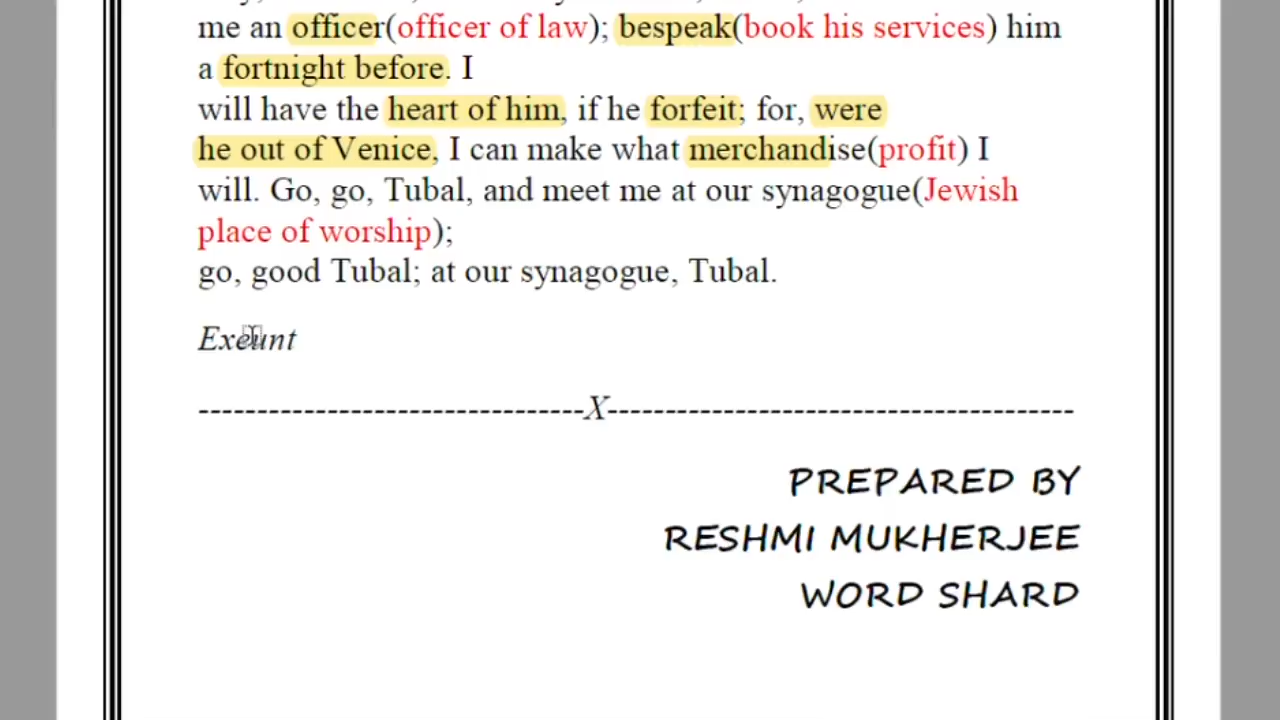 me an officer(officer of law); bespeak(book his services) him
a fortnight before. I
will have the heart of him, if he forfeit; for, were
he out of Venice, I can make what merchandise(profit) I
will. Go, go, Tubal, and meet me at our synagogue(Jewish
place of worship);
go, good Tubal; at our synagogue, Tubal.
Exeunt
---------------------------------X----------------------------------------
PREPARED BY
RESHMI MUKHERJEE
WORD SHARD